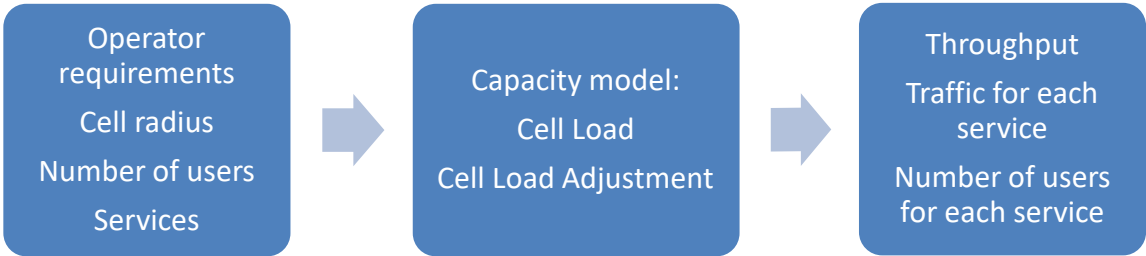 Operator
requirements
Cell radius
Number of users
Services
Capacity model:
Cell Load
Cell Load Adjustment
Throughput
Traffic for each
service
Number of users
for each service